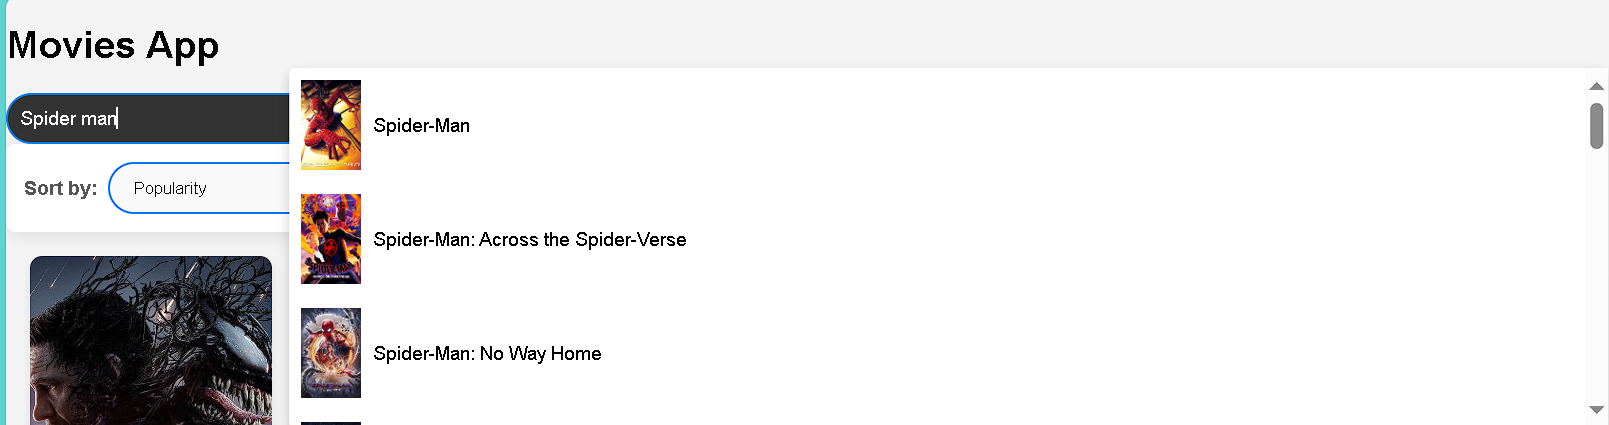 Movies App
Spider man
Sort by:
Popularity
Spider-Man
Spider-Man: Across the Spider-Verse
Spider-Man: No Way Home